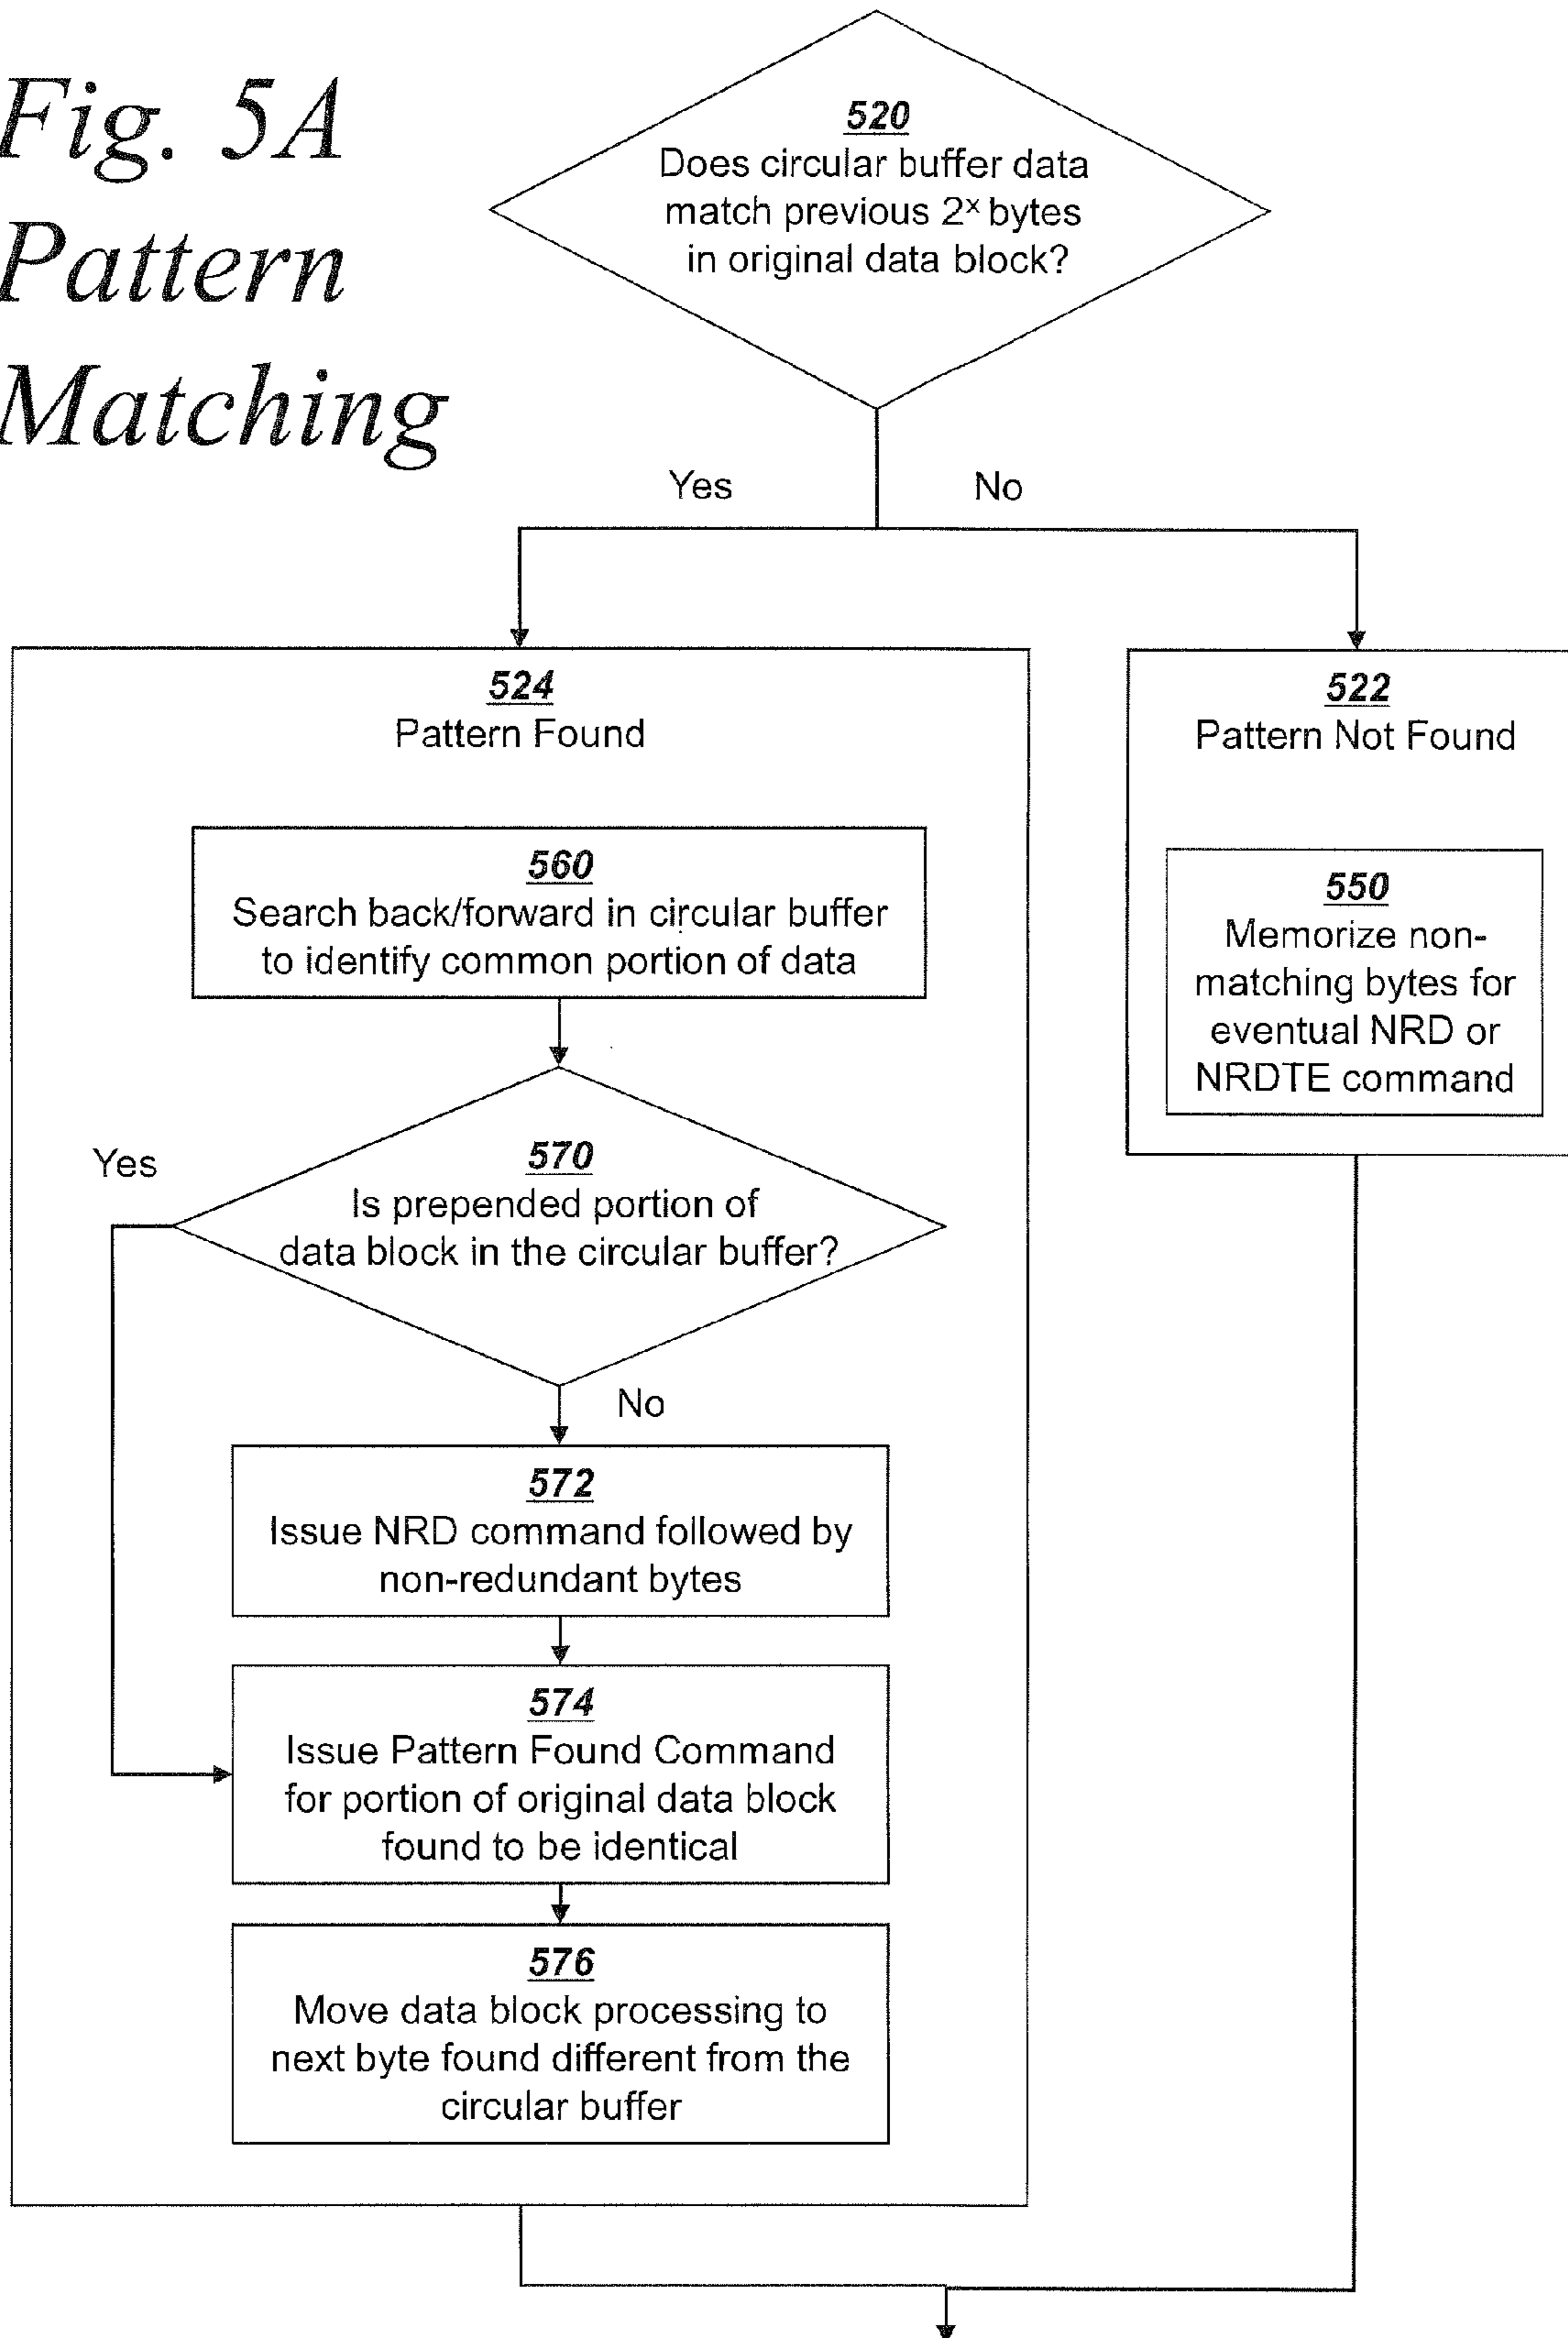 Fig. 5A
Pattern
Matching
520
Does circular buffer data
match previous 2ˣ bytes
in original data block?
Yes
No
524
Pattern Found
522
Pattern Not Found
560
Search back/forward in circular buffer
to identify common portion of data
550
Memorize non-
matching bytes for
eventual NRD or
NRDTE command
570
Is prepended portion of
data block in the circular buffer?
Yes
No
572
Issue NRD command followed by
non-redundant bytes
574
Issue Pattern Found Command
for portion of original data block
found to be identical
576
Move data block processing to
next byte found different from the
circular buffer